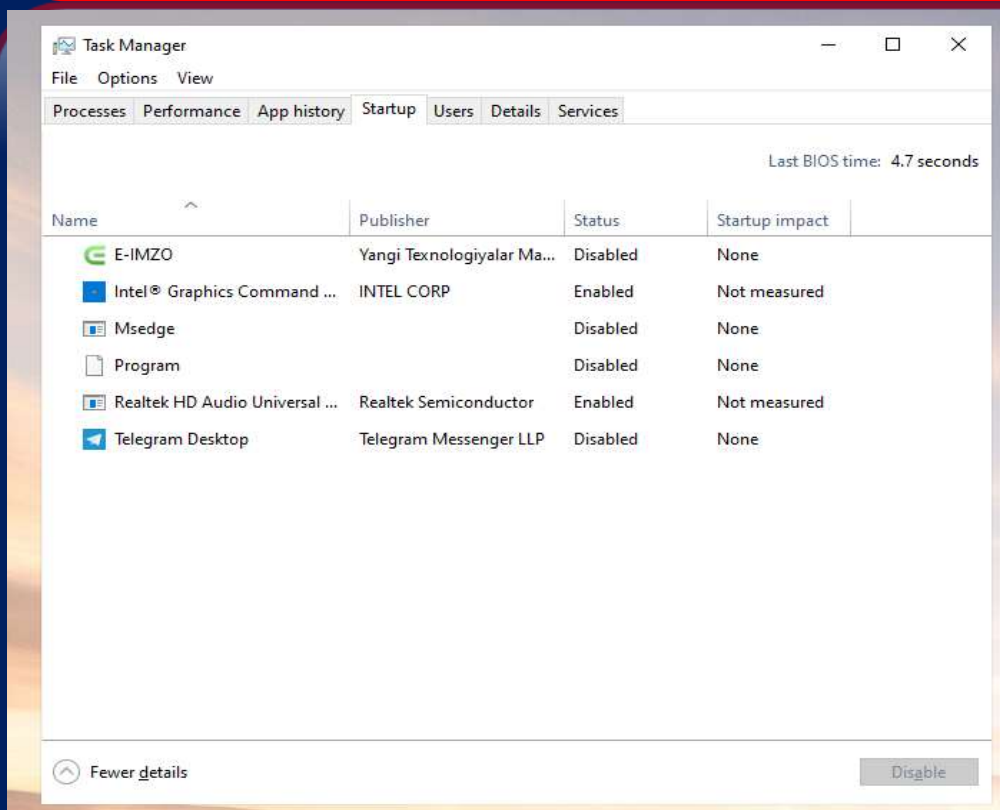 Task Manager
File Options View
Processes Performance App history Startup Users Details Services
Last BIOS time: 4.7 seconds
Name Publisher Status Startup impact
E-IMZO Yangi Texnologiyalar Ma... Disabled None
Intel® Graphics Command ... INTEL CORP Enabled Not measured
Msedge Disabled None
Program Disabled None
Realtek HD Audio Universal ... Realtek Semiconductor Enabled Not measured
Telegram Desktop Telegram Messenger LLP Disabled None
Fewer details Disable